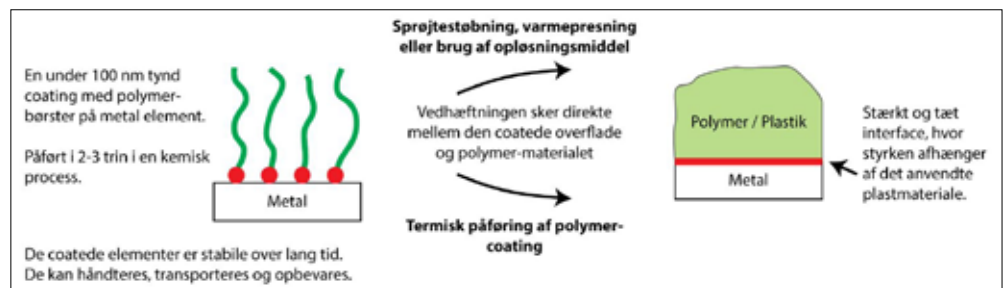 En under 100 nm tynd
coating med polymer-
børster på metal element.
Påført i 2-3 trin i en kemisk
process.
Metal
De coatede elementer er stabile over lang tid.
De kan håndteres, transporteres og opbevares.
Sprøjtestøbning, varmepresning
eller brug af opløsningsmiddel
Vedhæftningen sker direkte
mellem den coatede overflade
og polymer-materialet
Termisk påføring af polymer-
coating
Polymer / Plastik
Metal
Stærkt og tæt
interface, hvor
styrken afhænger
af det anvendte
plastmateriale.